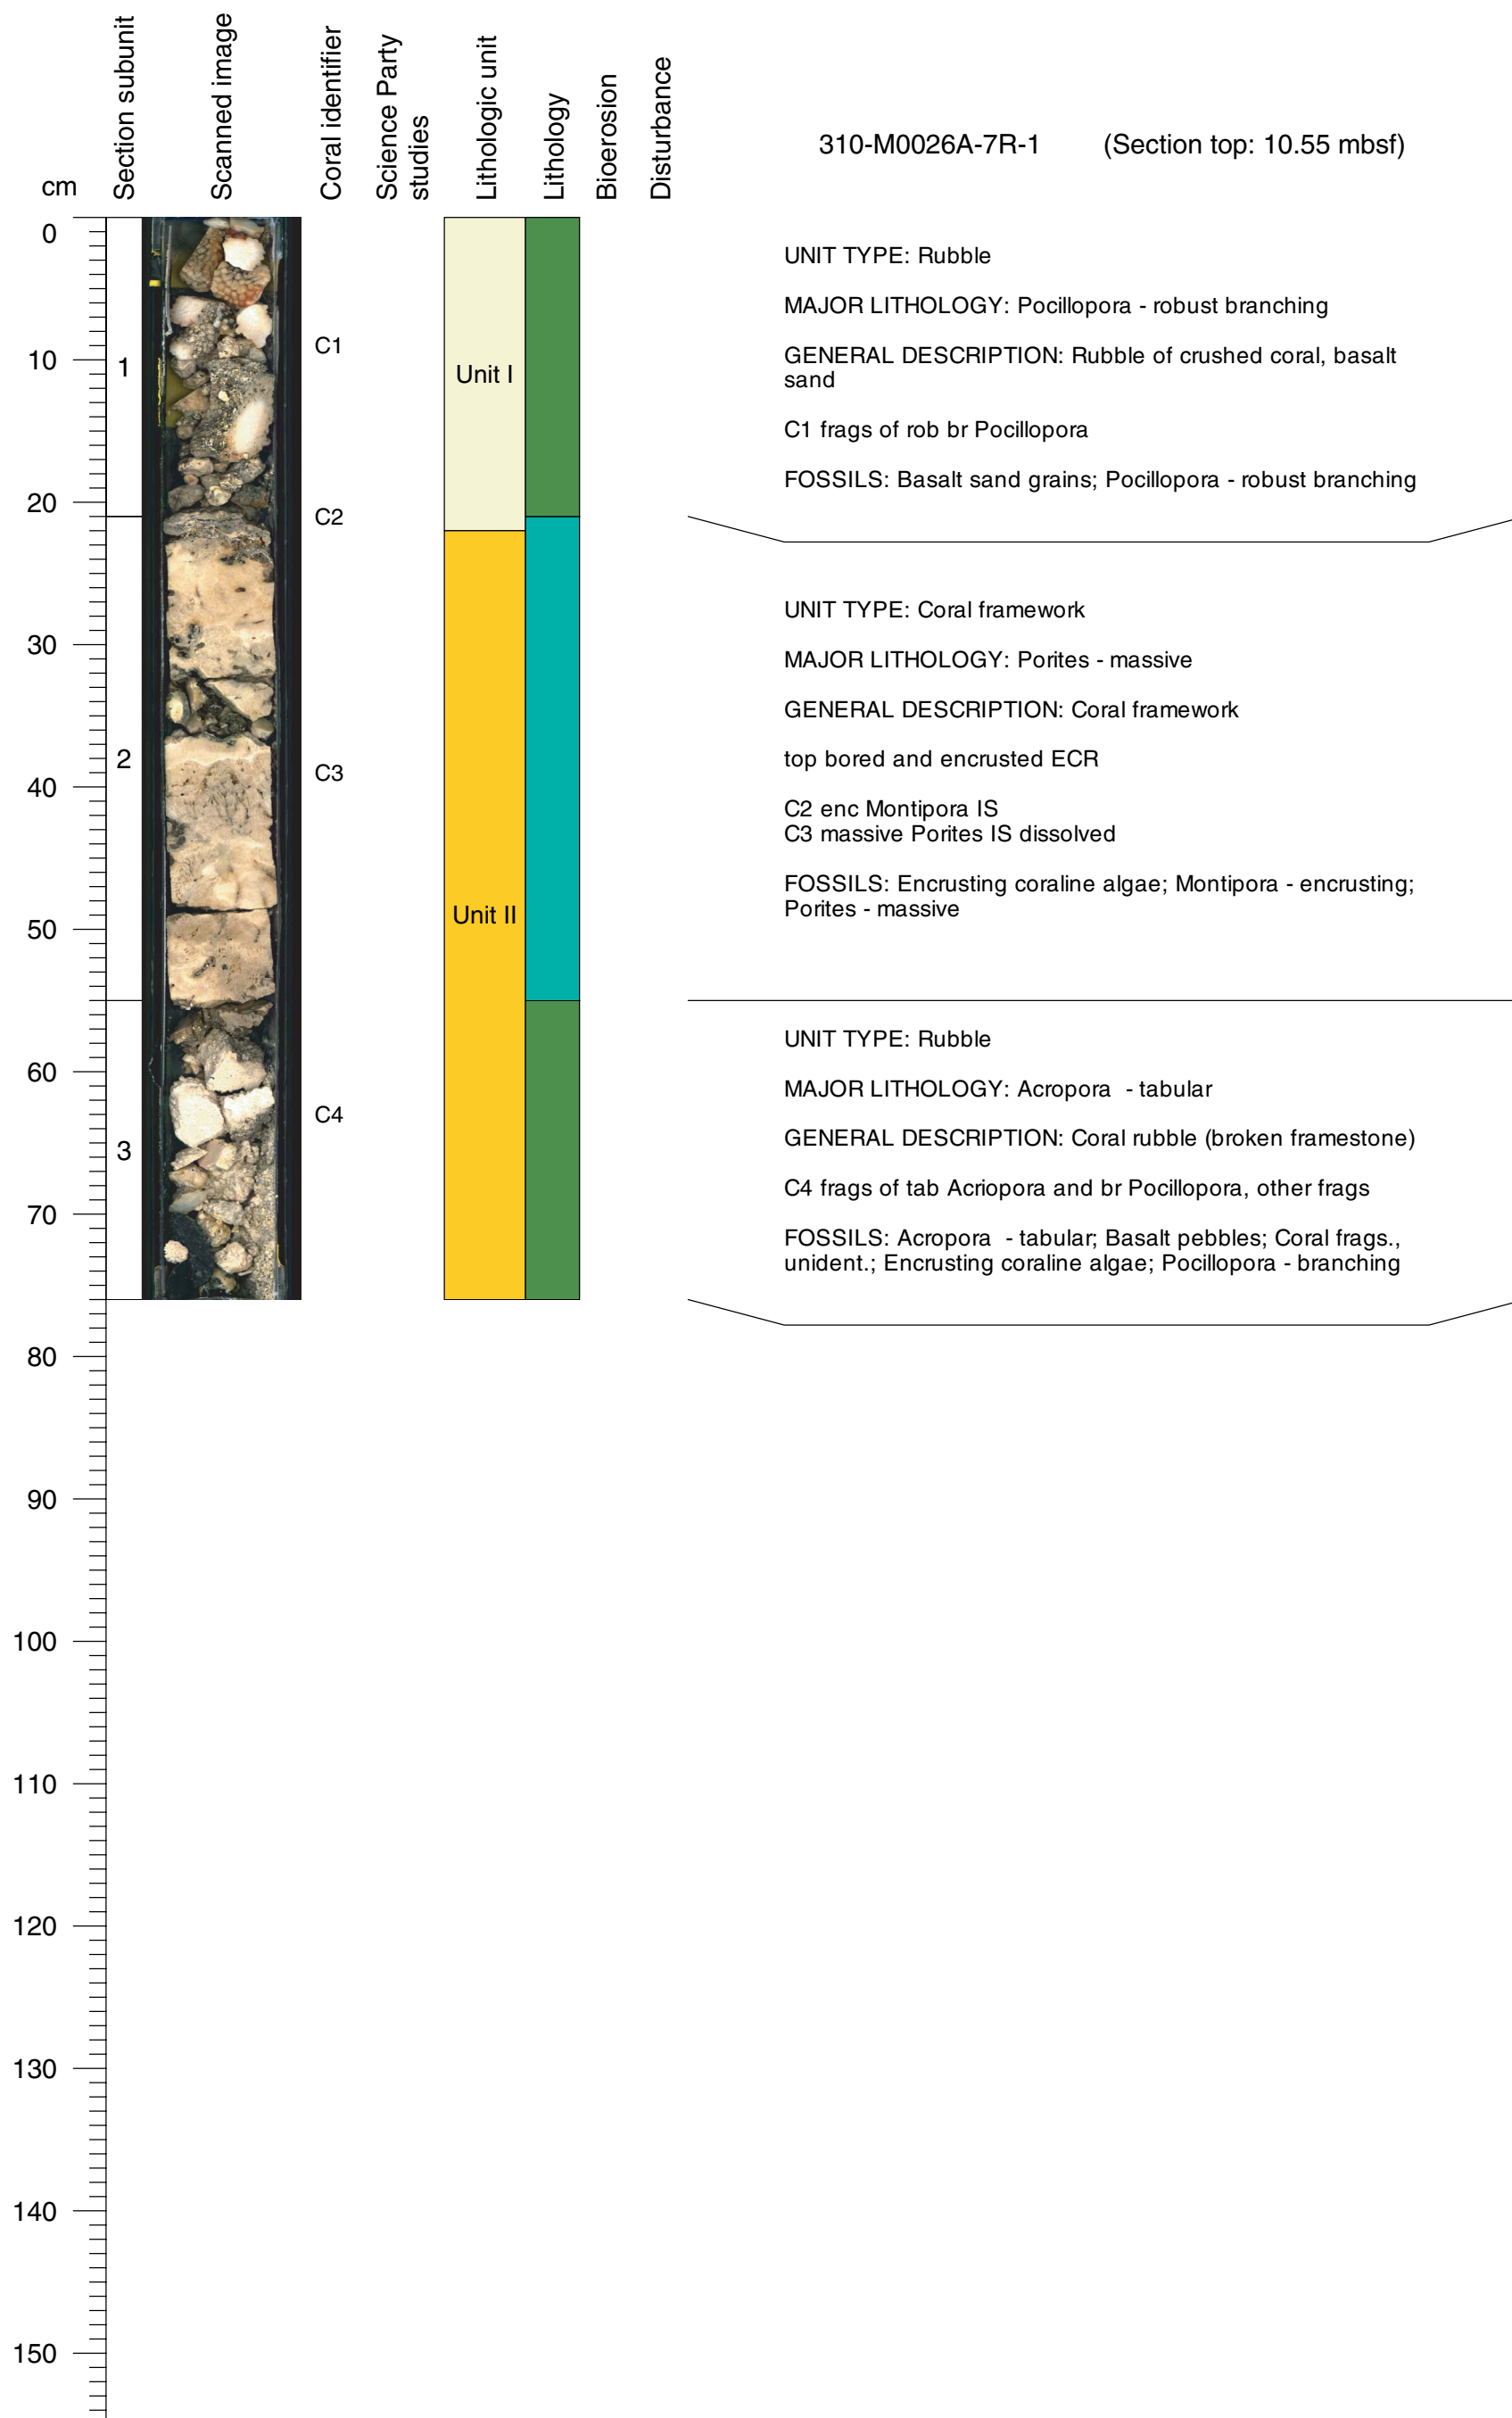 Section subunit
Scanned image
Coral identifier
Science Party
studies
Lithologic unit
Lithology
Bioerosion
Disturbance
310-M0026A-7R-1 (Section top: 10.55 mbsf)
cm
0
10
20
30
40
50
60
70
80
90
100
110
120
130
140
150
1
2
3
C1
C2
C3
C4
Unit I
Unit II
UNIT TYPE: Rubble
MAJOR LITHOLOGY: Pocillopora - robust branching
GENERAL DESCRIPTION: Rubble of crushed coral, basalt
sand
C1 frags of rob br Pocillopora
FOSSILS: Basalt sand grains; Pocillopora - robust branching
UNIT TYPE: Coral framework
MAJOR LITHOLOGY: Porites - massive
GENERAL DESCRIPTION: Coral framework
top bored and encrusted ECR
C2 enc Montipora IS
C3 massive Porites IS dissolved
FOSSILS: Encrusting coraline algae; Montipora - encrusting;
Porites - massive
UNIT TYPE: Rubble
MAJOR LITHOLOGY: Acropora  - tabular
GENERAL DESCRIPTION: Coral rubble (broken framestone)
C4 frags of tab Acriopora and br Pocillopora, other frags
FOSSILS: Acropora  - tabular; Basalt pebbles; Coral frags.,
unident.; Encrusting coraline algae; Pocillopora - branching